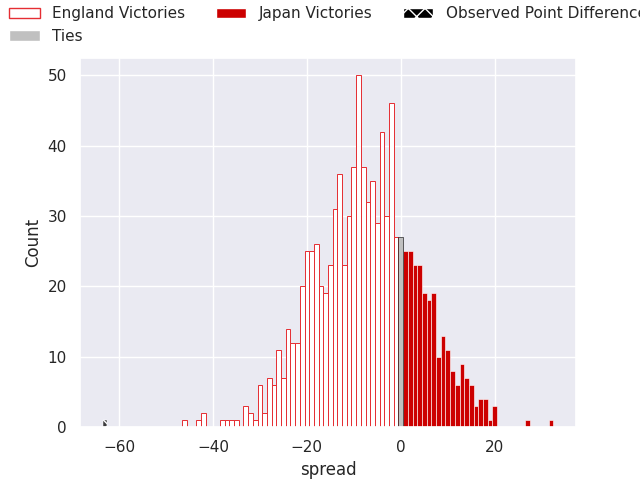 England Victories
Japan Victories
Observed Point Difference
Ties
50
40
30
20
10
0
Count
−60
−40
−20
0
20
spread